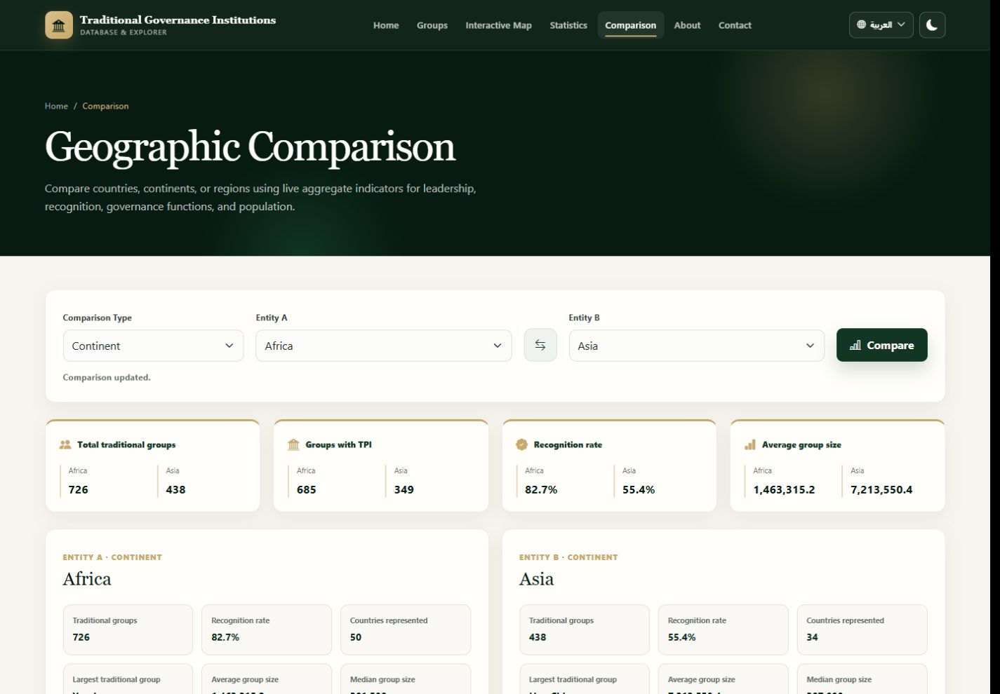 Traditional Governance Institutions
DATABASE & EXPLORER
Home Groups Interactive Map Statistics Comparison About Contact
العربية
Home / Comparison
Geographic Comparison
Compare countries, continents, or regions using live aggregate indicators for leadership,
recognition, governance functions, and population.
Comparison Type Entity A Entity B
Continent Africa Asia Compare
Comparison updated.
Total traditional groups
Africa Asia
726 438
Groups with TPI
Africa Asia
685 349
Recognition rate
Africa Asia
82.7% 55.4%
Average group size
Africa Asia
1,463,315.2 7,213,550.4
ENTITY A · CONTINENT
Africa
Traditional groups Recognition rate Countries represented
726 82.7% 50
Largest traditional group Average group size Median group size
ENTITY B · CONTINENT
Asia
Traditional groups Recognition rate Countries represented
438 55.4% 34
Largest traditional group Average group size Median group size